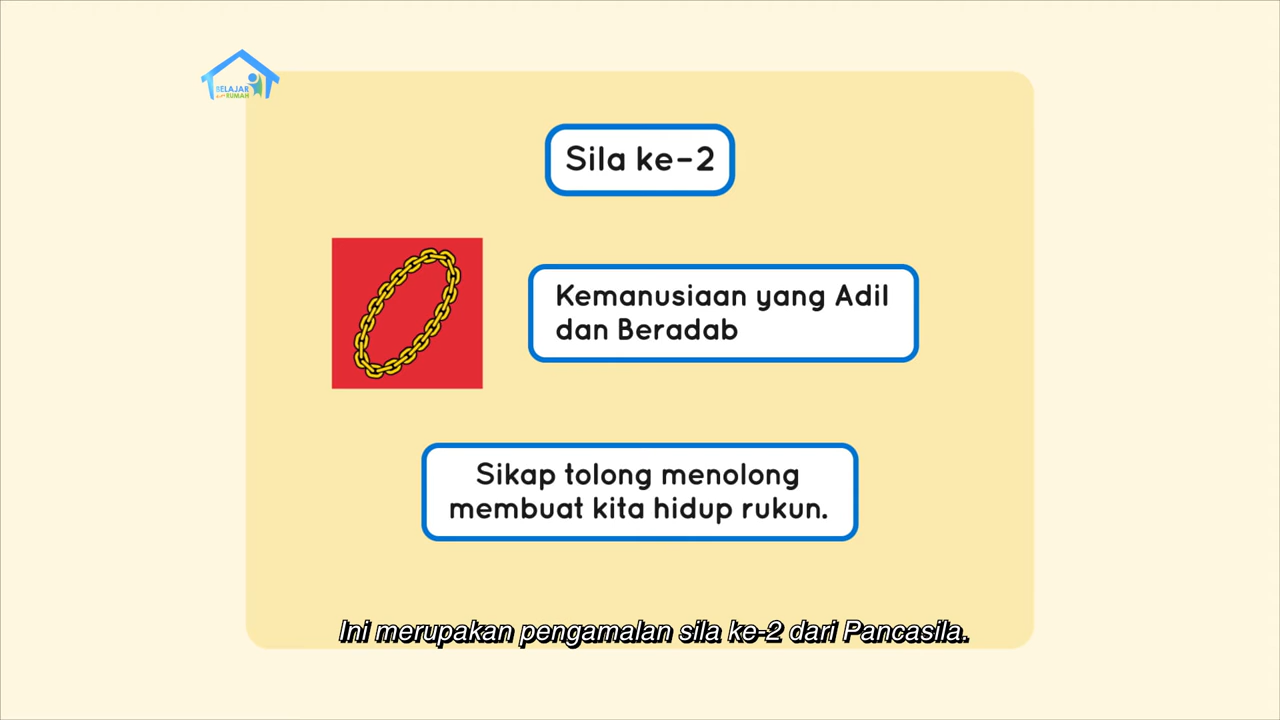 BELAJAR
dari RUMAH
Sila ke-2
Kemanusiaan yang Adil
dan Beradab
Sikap tolong menolong
membuat kita hidup rukun.
Ini merupakan pengamalan sila ke-2 dari Pancasila.